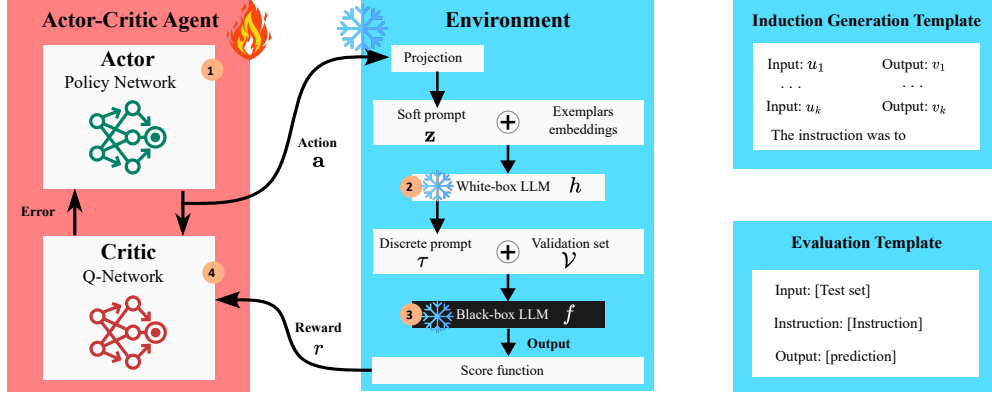 Actor-Critic Agent
Actor
1
Policy Network
Error
Critic
4
Q-Network
Action
a
Reward
r
Environment
Projection
Soft prompt
z
+
Exemplars
embeddings
2
White-box LLM h
Discrete prompt
τ
+
Validation set
𝒱
3
Black-box LLM f
Output
Score function
Induction Generation Template
Input: u₁ Output: v₁
. . . . . .
Input: uₖ Output: vₖ
The instruction was to
Evaluation Template
Input: [Test set]
Instruction: [Instruction]
Output: [prediction]